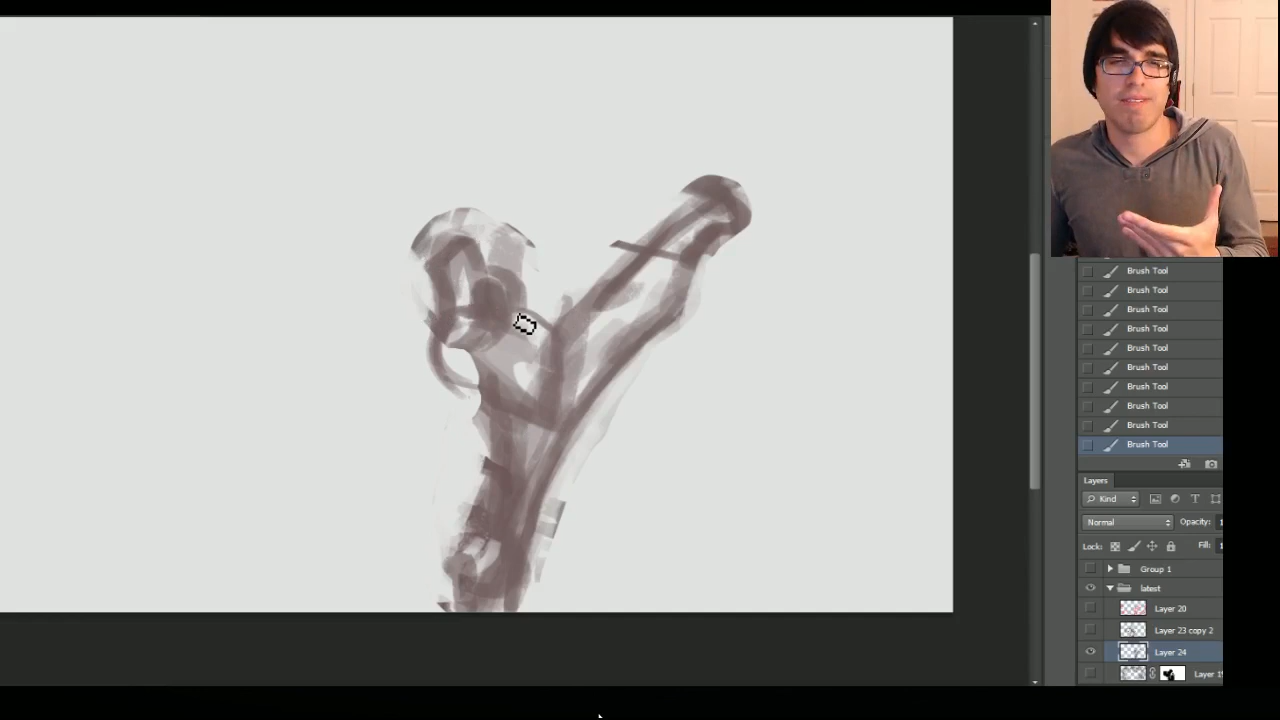 Brush Tool
Brush Tool
Brush Tool
Brush Tool
Brush Tool
Brush Tool
Brush Tool
Brush Tool
Brush Tool
Brush Tool
Layers
Kind
Normal Opacity:
Lock: Fill:
Group 1
latest
Layer 20
Layer 23 copy 2
Layer 24
Layer